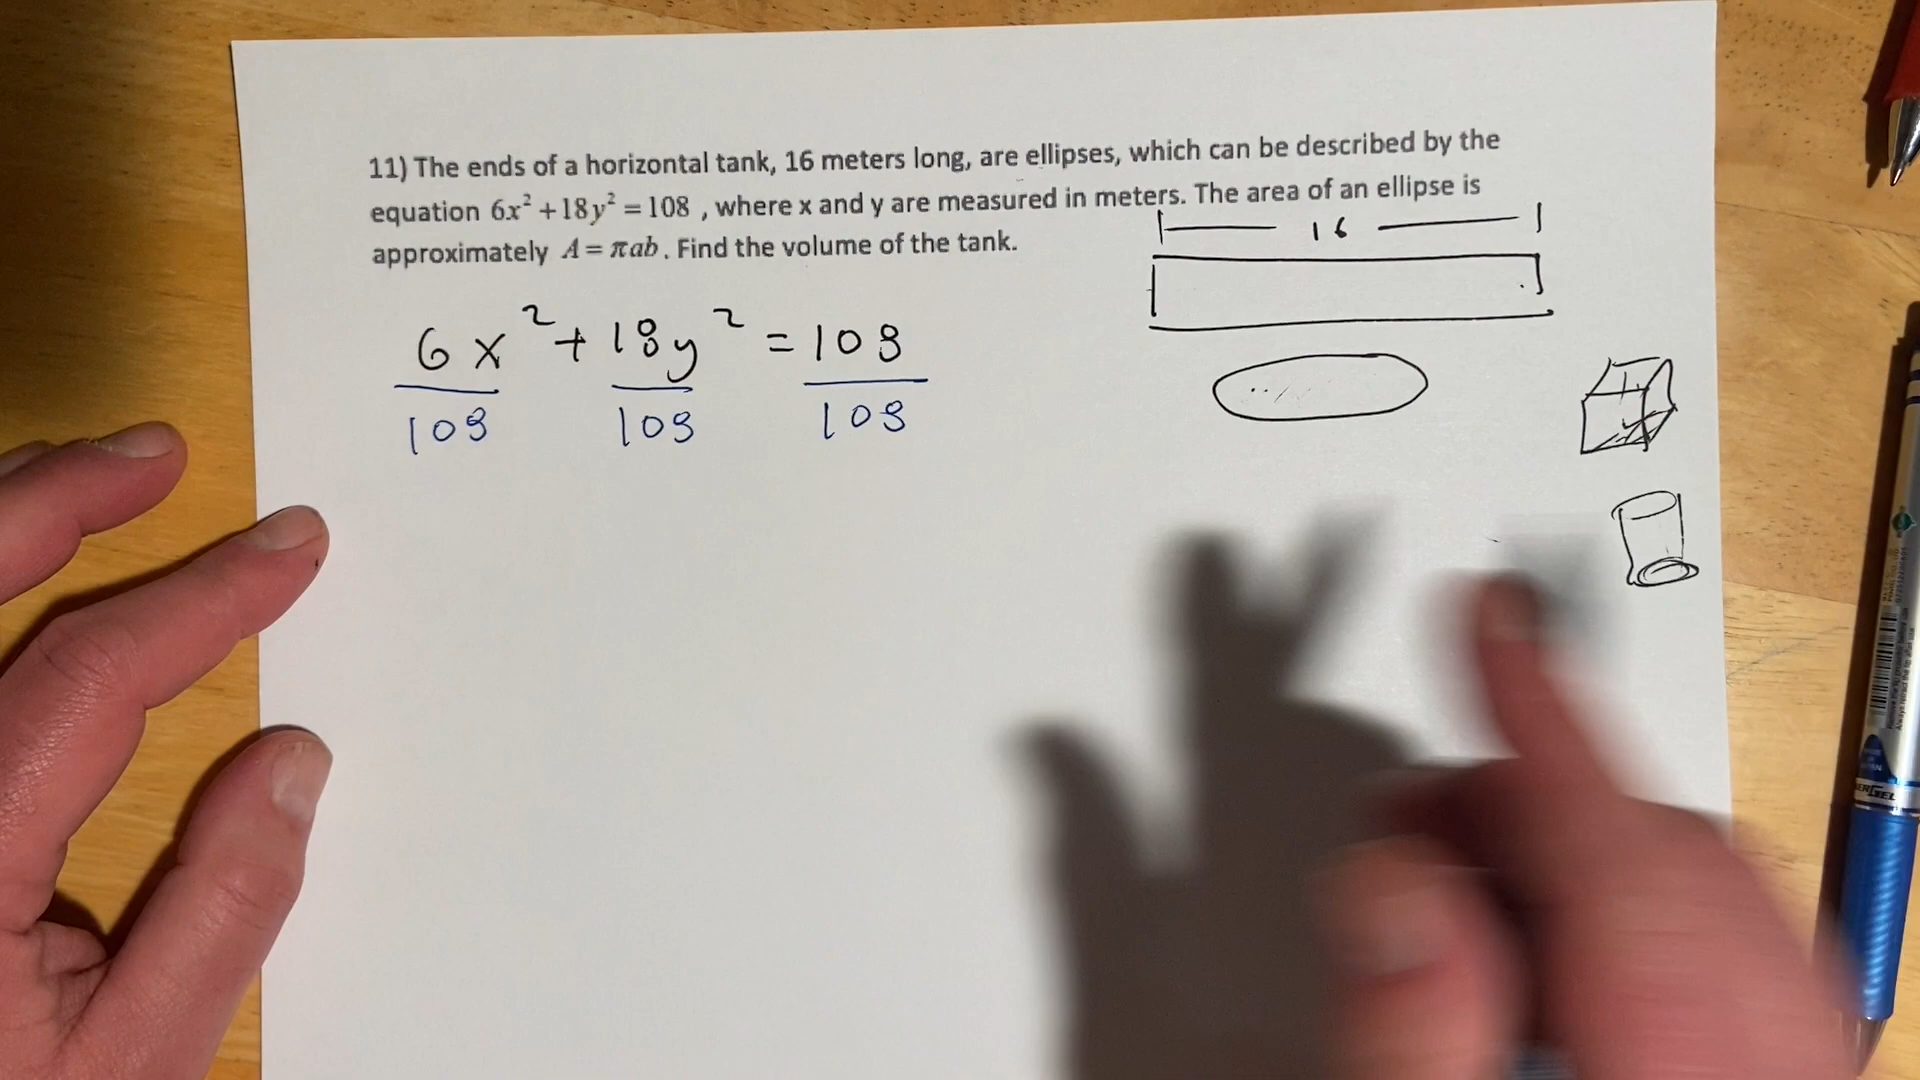 11) The ends of a horizontal tank, 16 meters long, are ellipses, which can be described by the
equation 6x² + 18y² = 108 , where x and y are measured in meters. The area of an ellipse is
approximately A = πab . Find the volume of the tank.
16
6x² + 18y² = 108
108 108 108